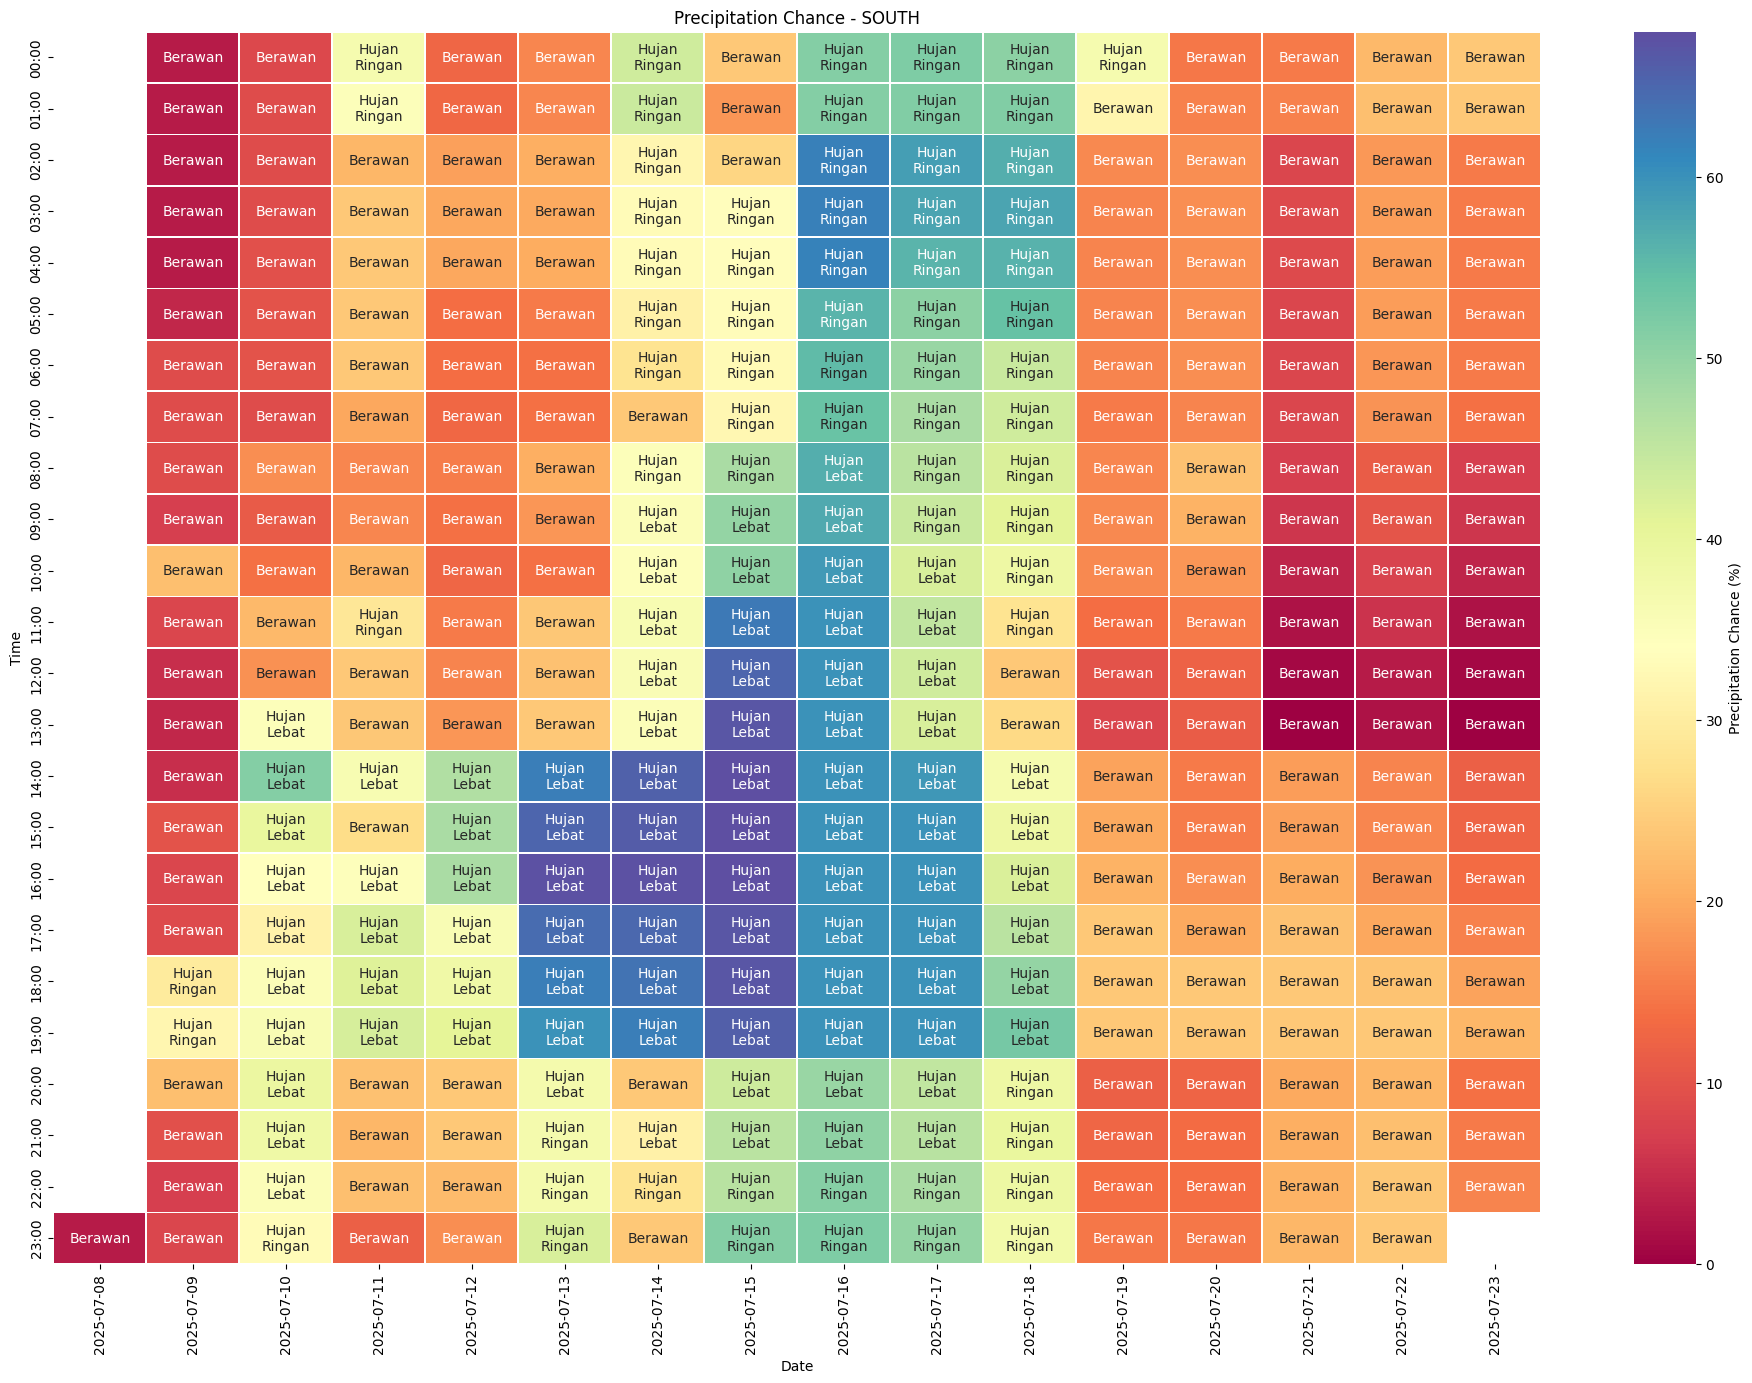 Precipitation Chance - SOUTH
00:00 Berawan Berawan Hujan Ringan Berawan Berawan Hujan Ringan Berawan Hujan Ringan Hujan Ringan Hujan Ringan Hujan Ringan Berawan Berawan Berawan Berawan
01:00 Berawan Berawan Hujan Ringan Berawan Berawan Hujan Ringan Berawan Hujan Ringan Hujan Ringan Hujan Ringan Berawan Berawan Berawan Berawan Berawan
02:00 Berawan Berawan Berawan Berawan Berawan Hujan Ringan Berawan Hujan Ringan Hujan Ringan Hujan Ringan Berawan Berawan Berawan Berawan Berawan
03:00 Berawan Berawan Berawan Berawan Berawan Hujan Ringan Hujan Ringan Hujan Ringan Hujan Ringan Hujan Ringan Berawan Berawan Berawan Berawan Berawan
04:00 Berawan Berawan Berawan Berawan Berawan Hujan Ringan Hujan Ringan Hujan Ringan Hujan Ringan Hujan Ringan Berawan Berawan Berawan Berawan Berawan
05:00 Berawan Berawan Berawan Berawan Berawan Hujan Ringan Hujan Ringan Hujan Ringan Hujan Ringan Hujan Ringan Berawan Berawan Berawan Berawan Berawan
06:00 Berawan Berawan Berawan Berawan Berawan Hujan Ringan Hujan Ringan Hujan Ringan Hujan Ringan Hujan Ringan Berawan Berawan Berawan Berawan Berawan
07:00 Berawan Berawan Berawan Berawan Berawan Berawan Hujan Ringan Hujan Ringan Hujan Ringan Hujan Ringan Berawan Berawan Berawan Berawan Berawan
08:00 Berawan Berawan Berawan Berawan Berawan Hujan Ringan Hujan Ringan Hujan Lebat Hujan Ringan Hujan Ringan Berawan Berawan Berawan Berawan Berawan
09:00 Berawan Berawan Berawan Berawan Berawan Hujan Lebat Hujan Lebat Hujan Lebat Hujan Ringan Hujan Ringan Berawan Berawan Berawan Berawan Berawan
10:00 Berawan Berawan Berawan Berawan Berawan Hujan Lebat Hujan Lebat Hujan Lebat Hujan Lebat Hujan Ringan Berawan Berawan Berawan Berawan Berawan
11:00 Berawan Berawan Hujan Ringan Berawan Berawan Hujan Lebat Hujan Lebat Hujan Lebat Hujan Lebat Hujan Ringan Berawan Berawan Berawan Berawan Berawan
12:00 Berawan Berawan Berawan Berawan Berawan Hujan Lebat Hujan Lebat Hujan Lebat Hujan Lebat Berawan Berawan Berawan Berawan Berawan Berawan
13:00 Berawan Hujan Lebat Berawan Berawan Berawan Hujan Lebat Hujan Lebat Hujan Lebat Hujan Lebat Berawan Berawan Berawan Berawan Berawan Berawan
14:00 Berawan Hujan Lebat Hujan Lebat Hujan Lebat Hujan Lebat Hujan Lebat Hujan Lebat Hujan Lebat Hujan Lebat Hujan Lebat Berawan Berawan Berawan Berawan Berawan
15:00 Berawan Hujan Lebat Berawan Hujan Lebat Hujan Lebat Hujan Lebat Hujan Lebat Hujan Lebat Hujan Lebat Hujan Lebat Berawan Berawan Berawan Berawan Berawan
16:00 Berawan Hujan Lebat Hujan Lebat Hujan Lebat Hujan Lebat Hujan Lebat Hujan Lebat Hujan Lebat Hujan Lebat Hujan Lebat Berawan Berawan Berawan Berawan Berawan
17:00 Berawan Hujan Lebat Hujan Lebat Hujan Lebat Hujan Lebat Hujan Lebat Hujan Lebat Hujan Lebat Hujan Lebat Hujan Lebat Berawan Berawan Berawan Berawan Berawan
18:00 Hujan Ringan Hujan Lebat Hujan Lebat Hujan Lebat Hujan Lebat Hujan Lebat Hujan Lebat Hujan Lebat Hujan Lebat Hujan Lebat Berawan Berawan Berawan Berawan Berawan
19:00 Hujan Ringan Hujan Lebat Hujan Lebat Hujan Lebat Hujan Lebat Hujan Lebat Hujan Lebat Hujan Lebat Hujan Lebat Hujan Lebat Berawan Berawan Berawan Berawan Berawan
20:00 Berawan Hujan Lebat Berawan Berawan Hujan Lebat Berawan Hujan Lebat Hujan Lebat Hujan Lebat Hujan Ringan Berawan Berawan Berawan Berawan Berawan
21:00 Berawan Hujan Lebat Berawan Berawan Hujan Ringan Hujan Lebat Hujan Lebat Hujan Lebat Hujan Lebat Hujan Ringan Berawan Berawan Berawan Berawan Berawan
22:00 Berawan Hujan Lebat Berawan Berawan Hujan Ringan Hujan Ringan Hujan Ringan Hujan Ringan Hujan Ringan Hujan Ringan Berawan Berawan Berawan Berawan Berawan
23:00 Berawan Berawan Hujan Ringan Berawan Berawan Hujan Ringan Berawan Hujan Ringan Hujan Ringan Hujan Ringan Hujan Ringan Berawan Berawan Berawan Berawan
Time
2025-07-08 2025-07-09 2025-07-10 2025-07-11 2025-07-12 2025-07-13 2025-07-14 2025-07-15 2025-07-16 2025-07-17 2025-07-18 2025-07-19 2025-07-20 2025-07-21 2025-07-22 2025-07-23
Date
60
50
40
30
20
10
0
Precipitation Chance (%)